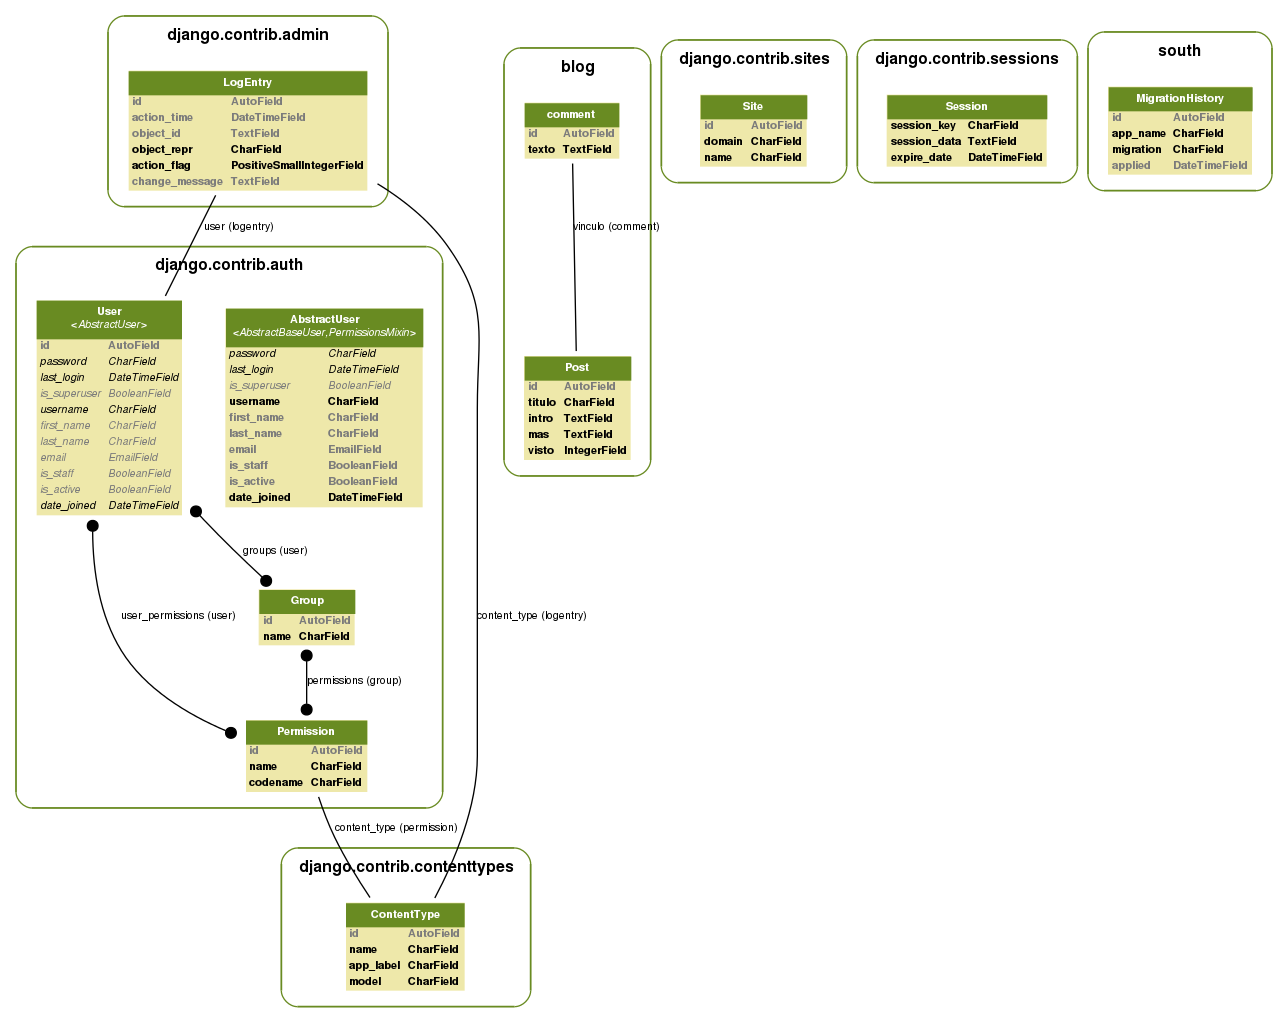 django.contrib.admin
LogEntry
id AutoField
action_time DateTimeField
object_id TextField
object_repr CharField
action_flag PositiveSmallIntegerField
change_message TextField
user (logentry)
django.contrib.auth
User
<AbstractUser>
id AutoField
password CharField
last_login DateTimeField
is_superuser BooleanField
username CharField
first_name CharField
last_name CharField
email EmailField
is_staff BooleanField
is_active BooleanField
date_joined DateTimeField
AbstractUser
<AbstractBaseUser,PermissionsMixin>
password CharField
last_login DateTimeField
is_superuser BooleanField
username CharField
first_name CharField
last_name CharField
email EmailField
is_staff BooleanField
is_active BooleanField
date_joined DateTimeField
groups (user)
user_permissions (user)
Group
id AutoField
name CharField
permissions (group)
Permission
id AutoField
name CharField
codename CharField
content_type (permission)
content_type (logentry)
django.contrib.contenttypes
ContentType
id AutoField
name CharField
app_label CharField
model CharField
blog
comment
id AutoField
texto TextField
vinculo (comment)
Post
id AutoField
titulo CharField
intro TextField
mas TextField
visto IntegerField
django.contrib.sites
Site
id AutoField
domain CharField
name CharField
django.contrib.sessions
Session
session_key CharField
session_data TextField
expire_date DateTimeField
south
MigrationHistory
id AutoField
app_name CharField
migration CharField
applied DateTimeField